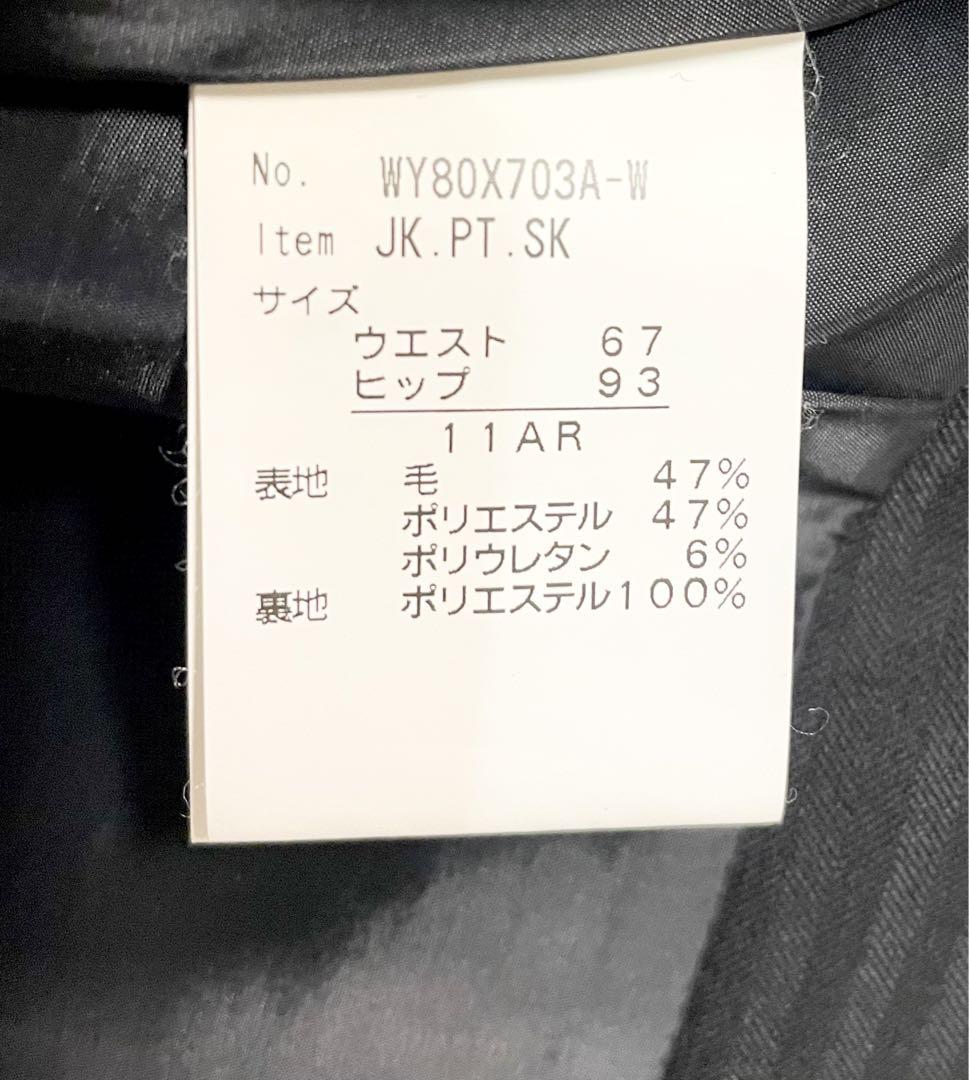 No. WY80X703A-W
Item JK.PT.SK
サイズ
ウエスト 67
ヒップ 93
11AR
表地 毛 47%
ポリエステル 47%
ポリウレタン 6%
裏地 ポリエステル100%